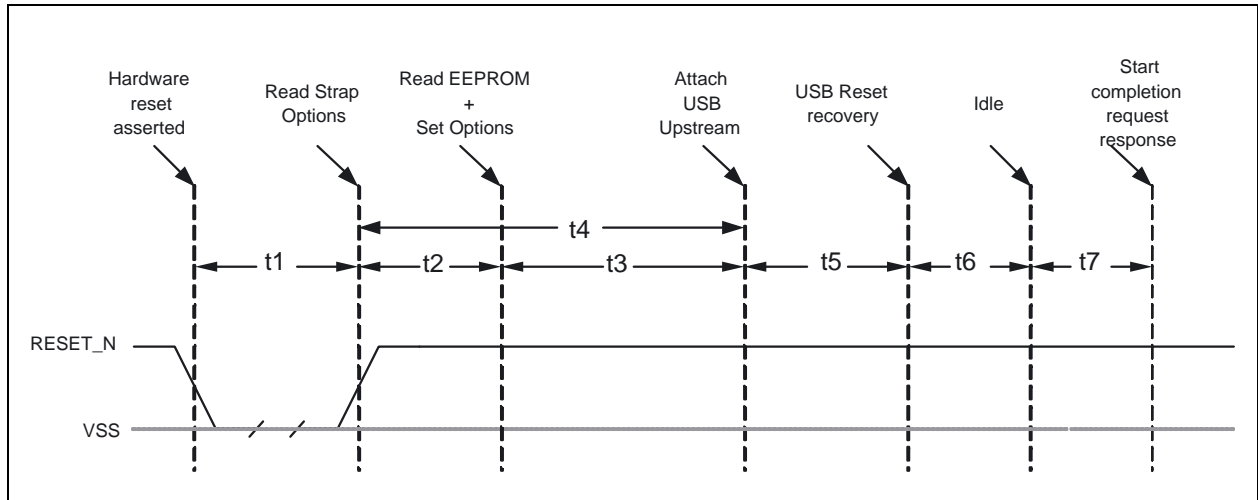 Hardware
reset
asserted
Read Strap
Options
Read EEPROM
+
Set Options
Attach
USB
Upstream
USB Reset
recovery
Idle
Start
completion
request
response
t4
t1
t2
t3
t5
t6
t7
RESET_N
VSS